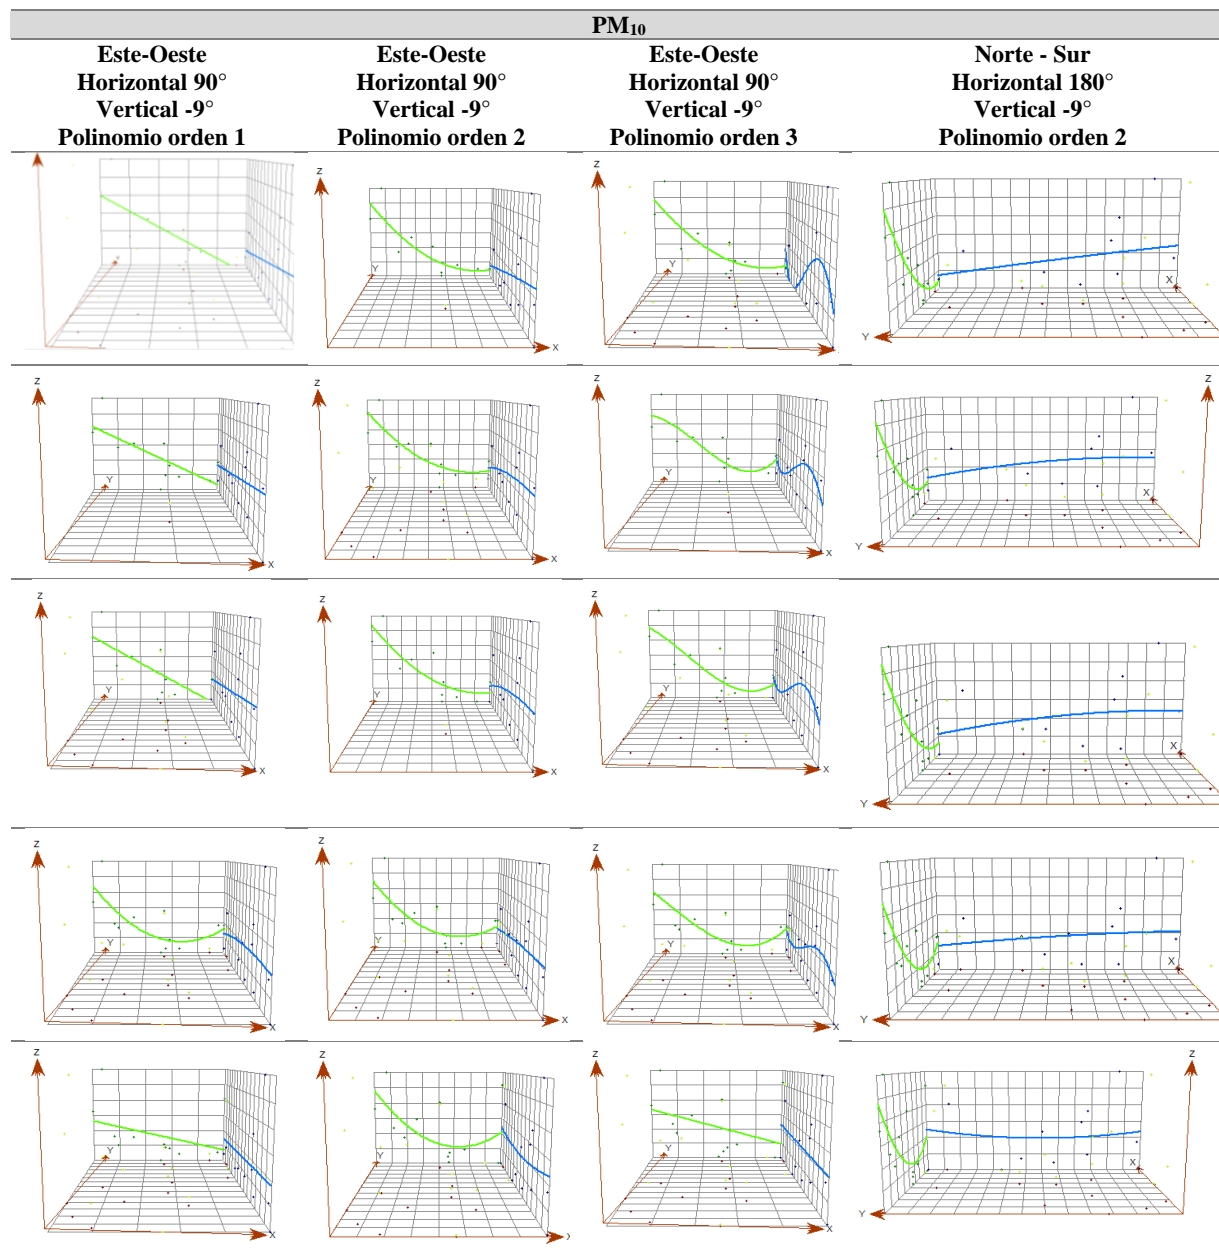 PM₁₀
Este-Oeste
Horizontal 90°
Vertical -9°
Polinomio orden 1
Este-Oeste
Horizontal 90°
Vertical -9°
Polinomio orden 2
Este-Oeste
Horizontal 90°
Vertical -9°
Polinomio orden 3
Norte - Sur
Horizontal 180°
Vertical -9°
Polinomio orden 2
Z
Y
X
Z
Y
X
Y
Z
Y
X
Z
Y
X
Z
Y
Z
Y
X
Z
Y
X
Z
Y
X
Z
Y
X
Y
Z
Y
X
Z
Y
X
Z
Y
X
Y
Z
Y
X
Z
Y
Z
Y
Z
Y
X